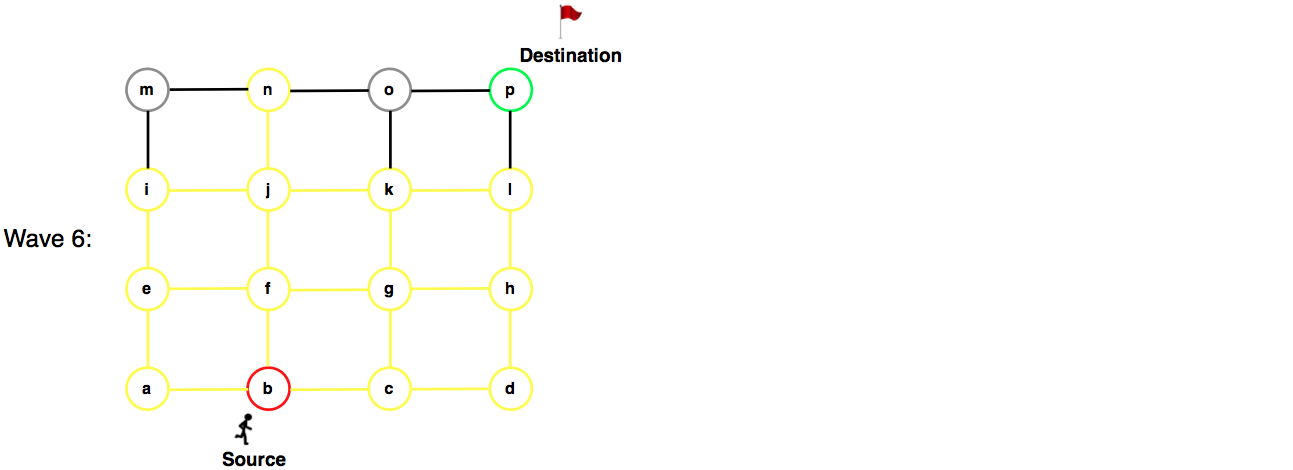 Destination
m n o p
i j k l
Wave 6:
e f g h
a b c d
Source